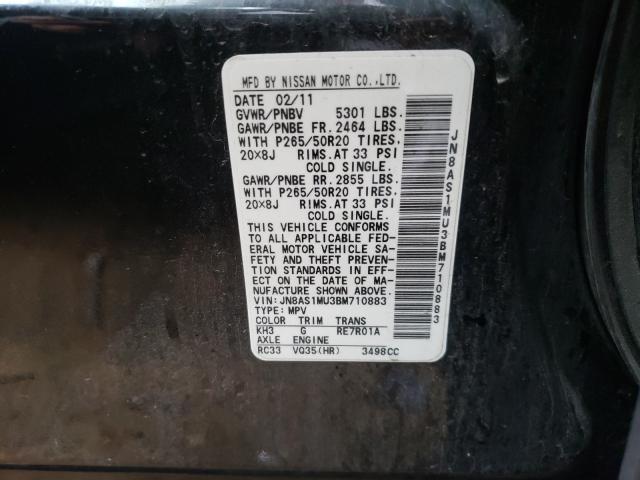 MFD BY NISSAN MOTOR CO.,LTD.
DATE 02/11
GVWR/PNBV 5301 LBS.
GAWR/PNBE FR. 2464 LBS.
WITH P265/50R20 TIRES,
20×8J RIMS.AT 33 PSI
COLD SINGLE.
GAWR/PNBE RR. 2855 LBS.
WITH P265/50R20 TIRES,
20×8J RIMS.AT 33 PSI
COLD SINGLE.
THIS VEHICLE CONFORMS
TO ALL APPLICABLE FED-
ERAL MOTOR VEHICLE SA-
FETY AND THEFT PREVEN-
TION STANDARDS IN EFF-
ECT ON THE DATE OF MA-
NUFACTURE SHOWN ABOVE.
VIN:JN8AS1MU3BM710883
TYPE:MPV
COLOR TRIM TRANS
KH3 G RE7R01A
AXLE ENGINE
RC33 VQ35(HR) 3498CC
JN8AS1MU3BM710883